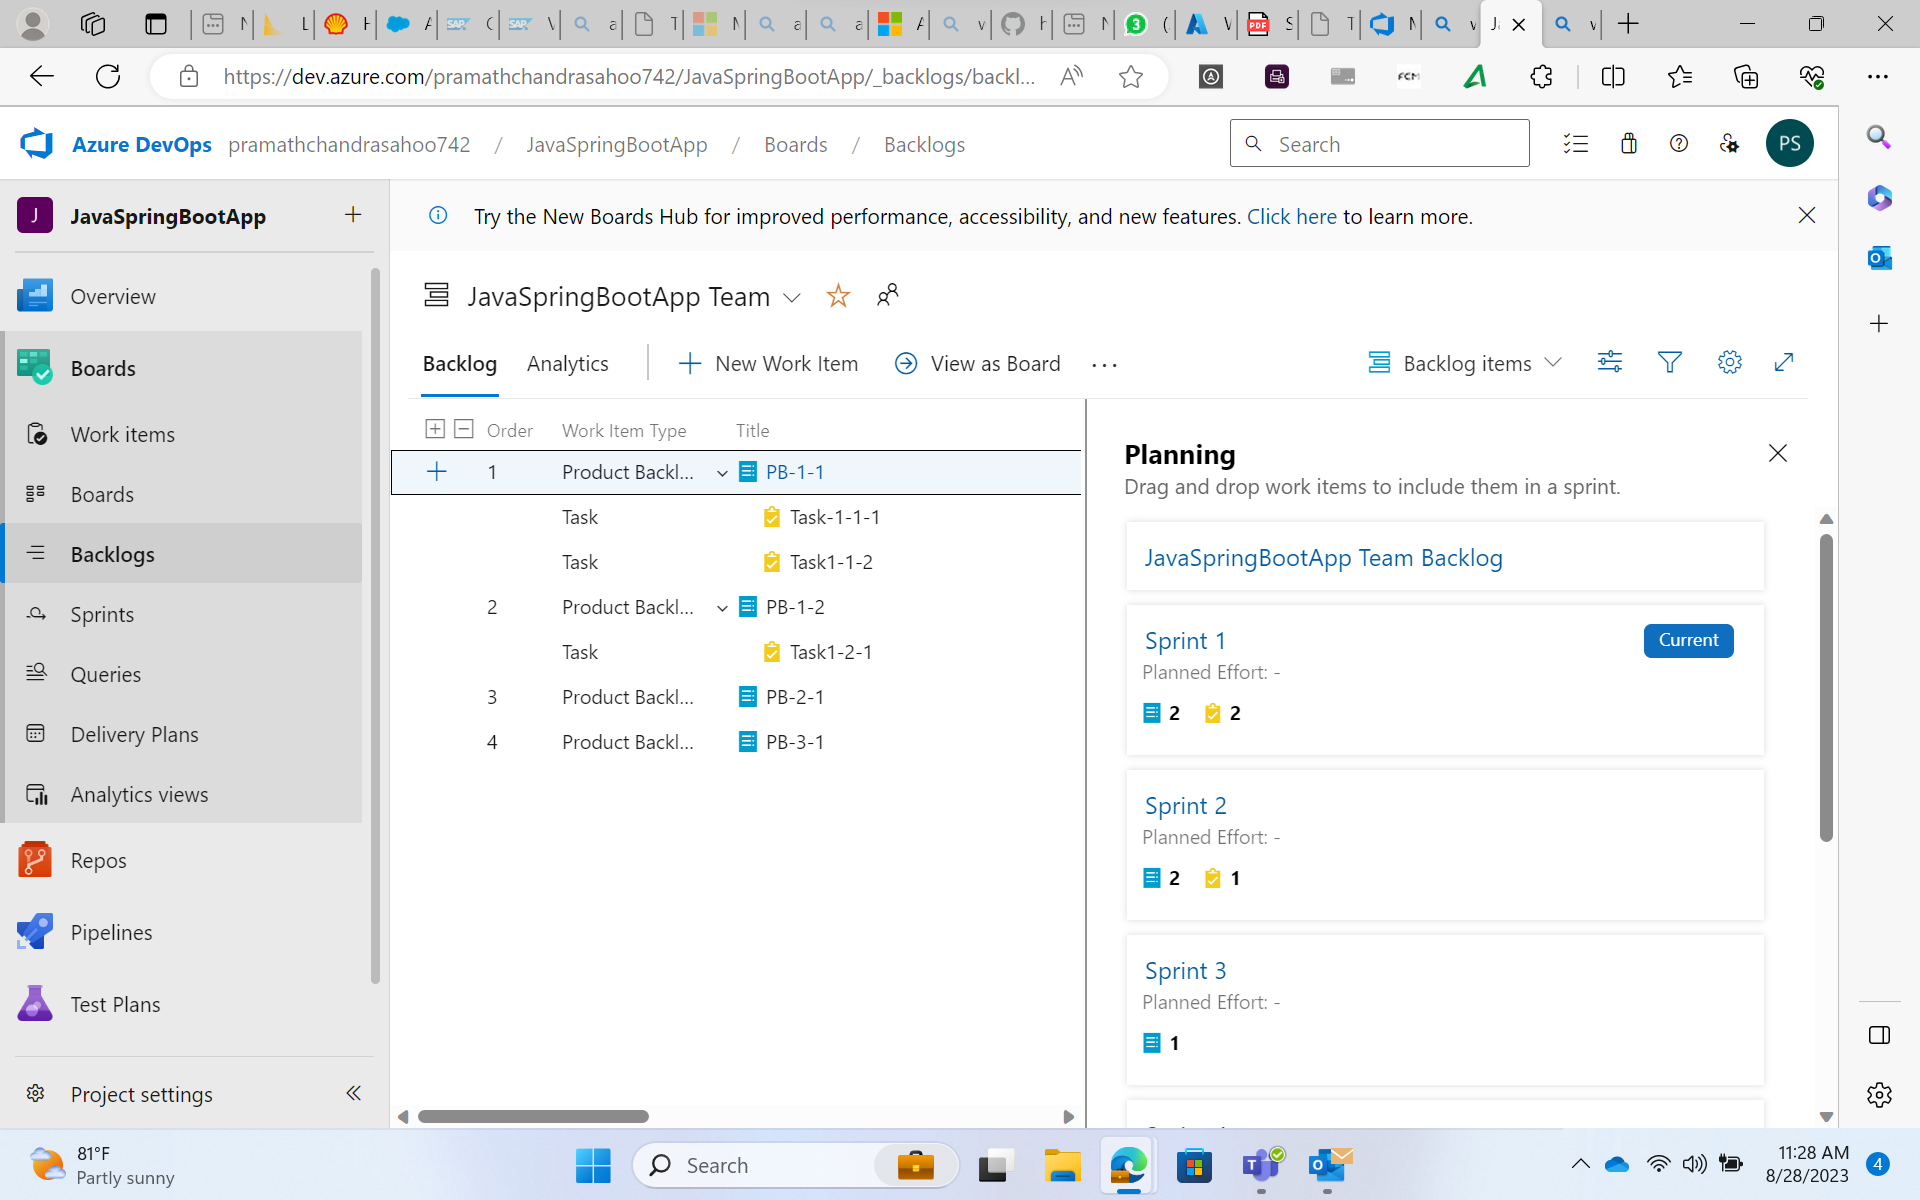 https://dev.azure.com/pramathchandrasahoo742/JavaSpringBootApp/_backlogs/backl...
Azure DevOps pramathchandrasahoo742 / JavaSpringBootApp / Boards / Backlogs
Search
PS
J JavaSpringBootApp
Try the New Boards Hub for improved performance, accessibility, and new features. Click here to learn more.
Overview
Boards
Work items
Boards
Backlogs
Sprints
Queries
Delivery Plans
Analytics views
Repos
Pipelines
Test Plans
Project settings
JavaSpringBootApp Team
Backlog Analytics New Work Item View as Board Backlog items
Order Work Item Type Title
1 Product Backl... PB-1-1
Task Task-1-1-1
Task Task1-1-2
2 Product Backl... PB-1-2
Task Task1-2-1
3 Product Backl... PB-2-1
4 Product Backl... PB-3-1
Planning
Drag and drop work items to include them in a sprint.
JavaSpringBootApp Team Backlog
Sprint 1 Current
Planned Effort: -
2 2
Sprint 2
Planned Effort: -
2 1
Sprint 3
Planned Effort: -
1
81°F
Partly sunny
Search
11:28 AM
8/28/2023
4